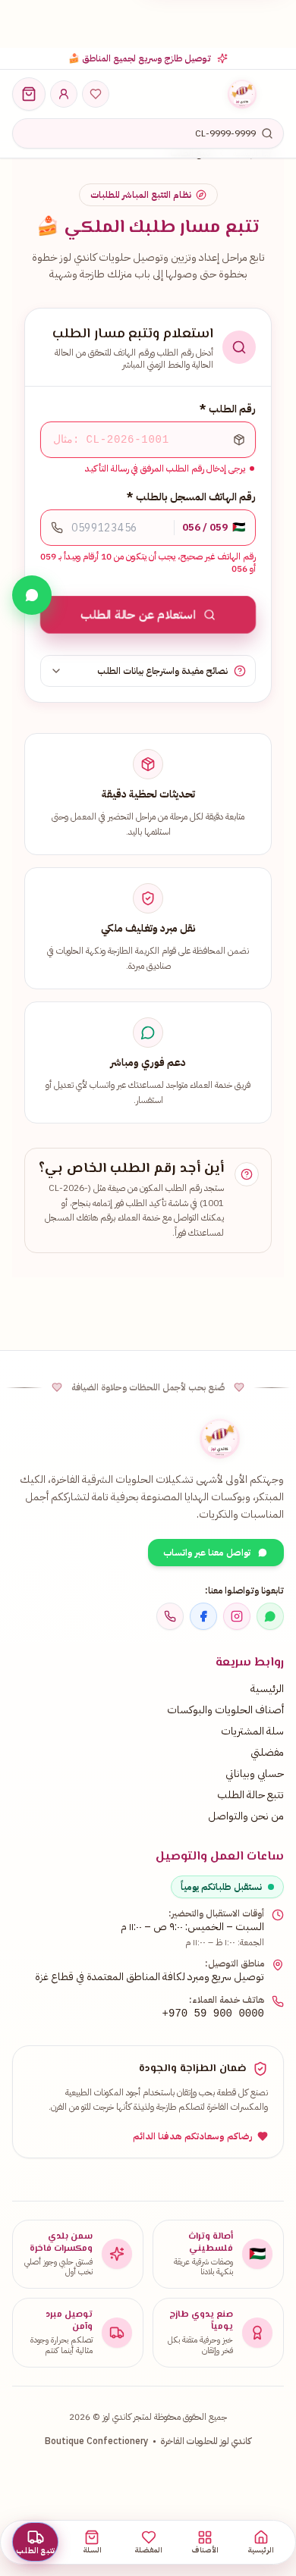 توصيل طازج وسريع لجميع المناطق 🍰
CL-9999-9999
نظام التتبع المباشر للطلبات
تتبع مسار طلبك الملكي 🍰
تابع مراحل إعداد وتزيين وتوصيل حلويات كاندي لوز خطوة
بخطوة حتى وصولها إلى باب منزلك طازجة وشهية
استعلام وتتبع مسار الطلب
أدخل رقم الطلب ورقم الهاتف للتحقق من الحالة
الحالية والخط الزمني المباشر
رقم الطلب *
مثال: CL-2026-1001
يرجى إدخال رقم الطلب المرفق في رسالة التأكيد
رقم الهاتف المسجل بالطلب *
🇵🇸 059 / 056
0599123456
رقم الهاتف غير صحيح، يجب أن يتكون من 10 أرقام ويبدأ بـ 059
أو 056
استعلام عن حالة الطلب
نصائح مفيدة واسترجاع بيانات الطلب
تحديثات لحظية دقيقة
متابعة دقيقة لكل مرحلة من مراحل التحضير في المعمل وحتى
استلامها باليد.
نقل مبرد وتغليف ملكي
نضمن المحافظة على قوام الكريمة الطازجة ونكهة الحلويات في
صناديق مبردة.
دعم فوري ومباشر
فريق خدمة العملاء متواجد لمساعدتك عبر واتساب لأي تعديل أو
استفسار.
أين أجد رقم الطلب الخاص بي؟
ستجد رقم الطلب المكون من صيغة مثل (CL-2026-
1001) في شاشة تأكيد الطلب فور إتمامه بنجاح، أو
يمكنك التواصل مع خدمة العملاء برقم هاتفك المسجل
لمساعدتك فوراً.
صُنع بحب لأجمل اللحظات وحلاوة الضيافة
وجهتكم الأولى لأشهى تشكيلات الحلويات الشرقية الفاخرة، الكيك
المبتكر، وبوكسات الهدايا المصنوعة بحرفية تامة لتشارككم أجمل
المناسبات والذكريات.
تواصل معنا عبر واتساب
تابعونا وتواصلوا معنا:
روابط سريعة
الرئيسية
أصناف الحلويات والبوكسات
سلة المشتريات
مفضلتي
حسابي وبياناتي
تتبع حالة الطلب
من نحن والتواصل
ساعات العمل والتوصيل
نستقبل طلباتكم يومياً
أوقات الاستقبال والتحضير:
السبت – الخميس: ٩:٠٠ ص – ١١:٠٠ م
الجمعة: ٢:٠٠ ظ – ١١:٠٠ م
مناطق التوصيل:
توصيل سريع ومبرد لكافة المناطق المعتمدة في قطاع غزة
هاتف خدمة العملاء:
+970 59 900 0000
ضمان الطزاجة والجودة
نصنع كل قطعة بحب وإتقان باستخدام أجود المكونات الطبيعية
والمكسرات الفاخرة لتصلكم طازجة ولذيذة كأنها خرجت للتو من الفرن.
رضاكم وسعادتكم هدفنا الدائم
🇵🇸 أصالة وتراث
فلسطيني
وصفات شرقية عريقة
بنكهة بلادنا
سمن بلدي
ومكسرات فاخرة
فستق حلبي وجوز أصلي
نخب أول
صنع يدوي طازج
يومياً
خبز وحرفية متقنة بكل
فخر وإتقان
توصيل مبرد
وآمن
تصلكم بحرارة وجودة
مثالية أينما كنتم
جميع الحقوق محفوظة لمتجر كاندي لوز © 2026
كاندي لوز للحلويات الفاخرة • Boutique Confectionery
الرئيسية
الأصناف
المفضلة
السلة
تتبع الطلب